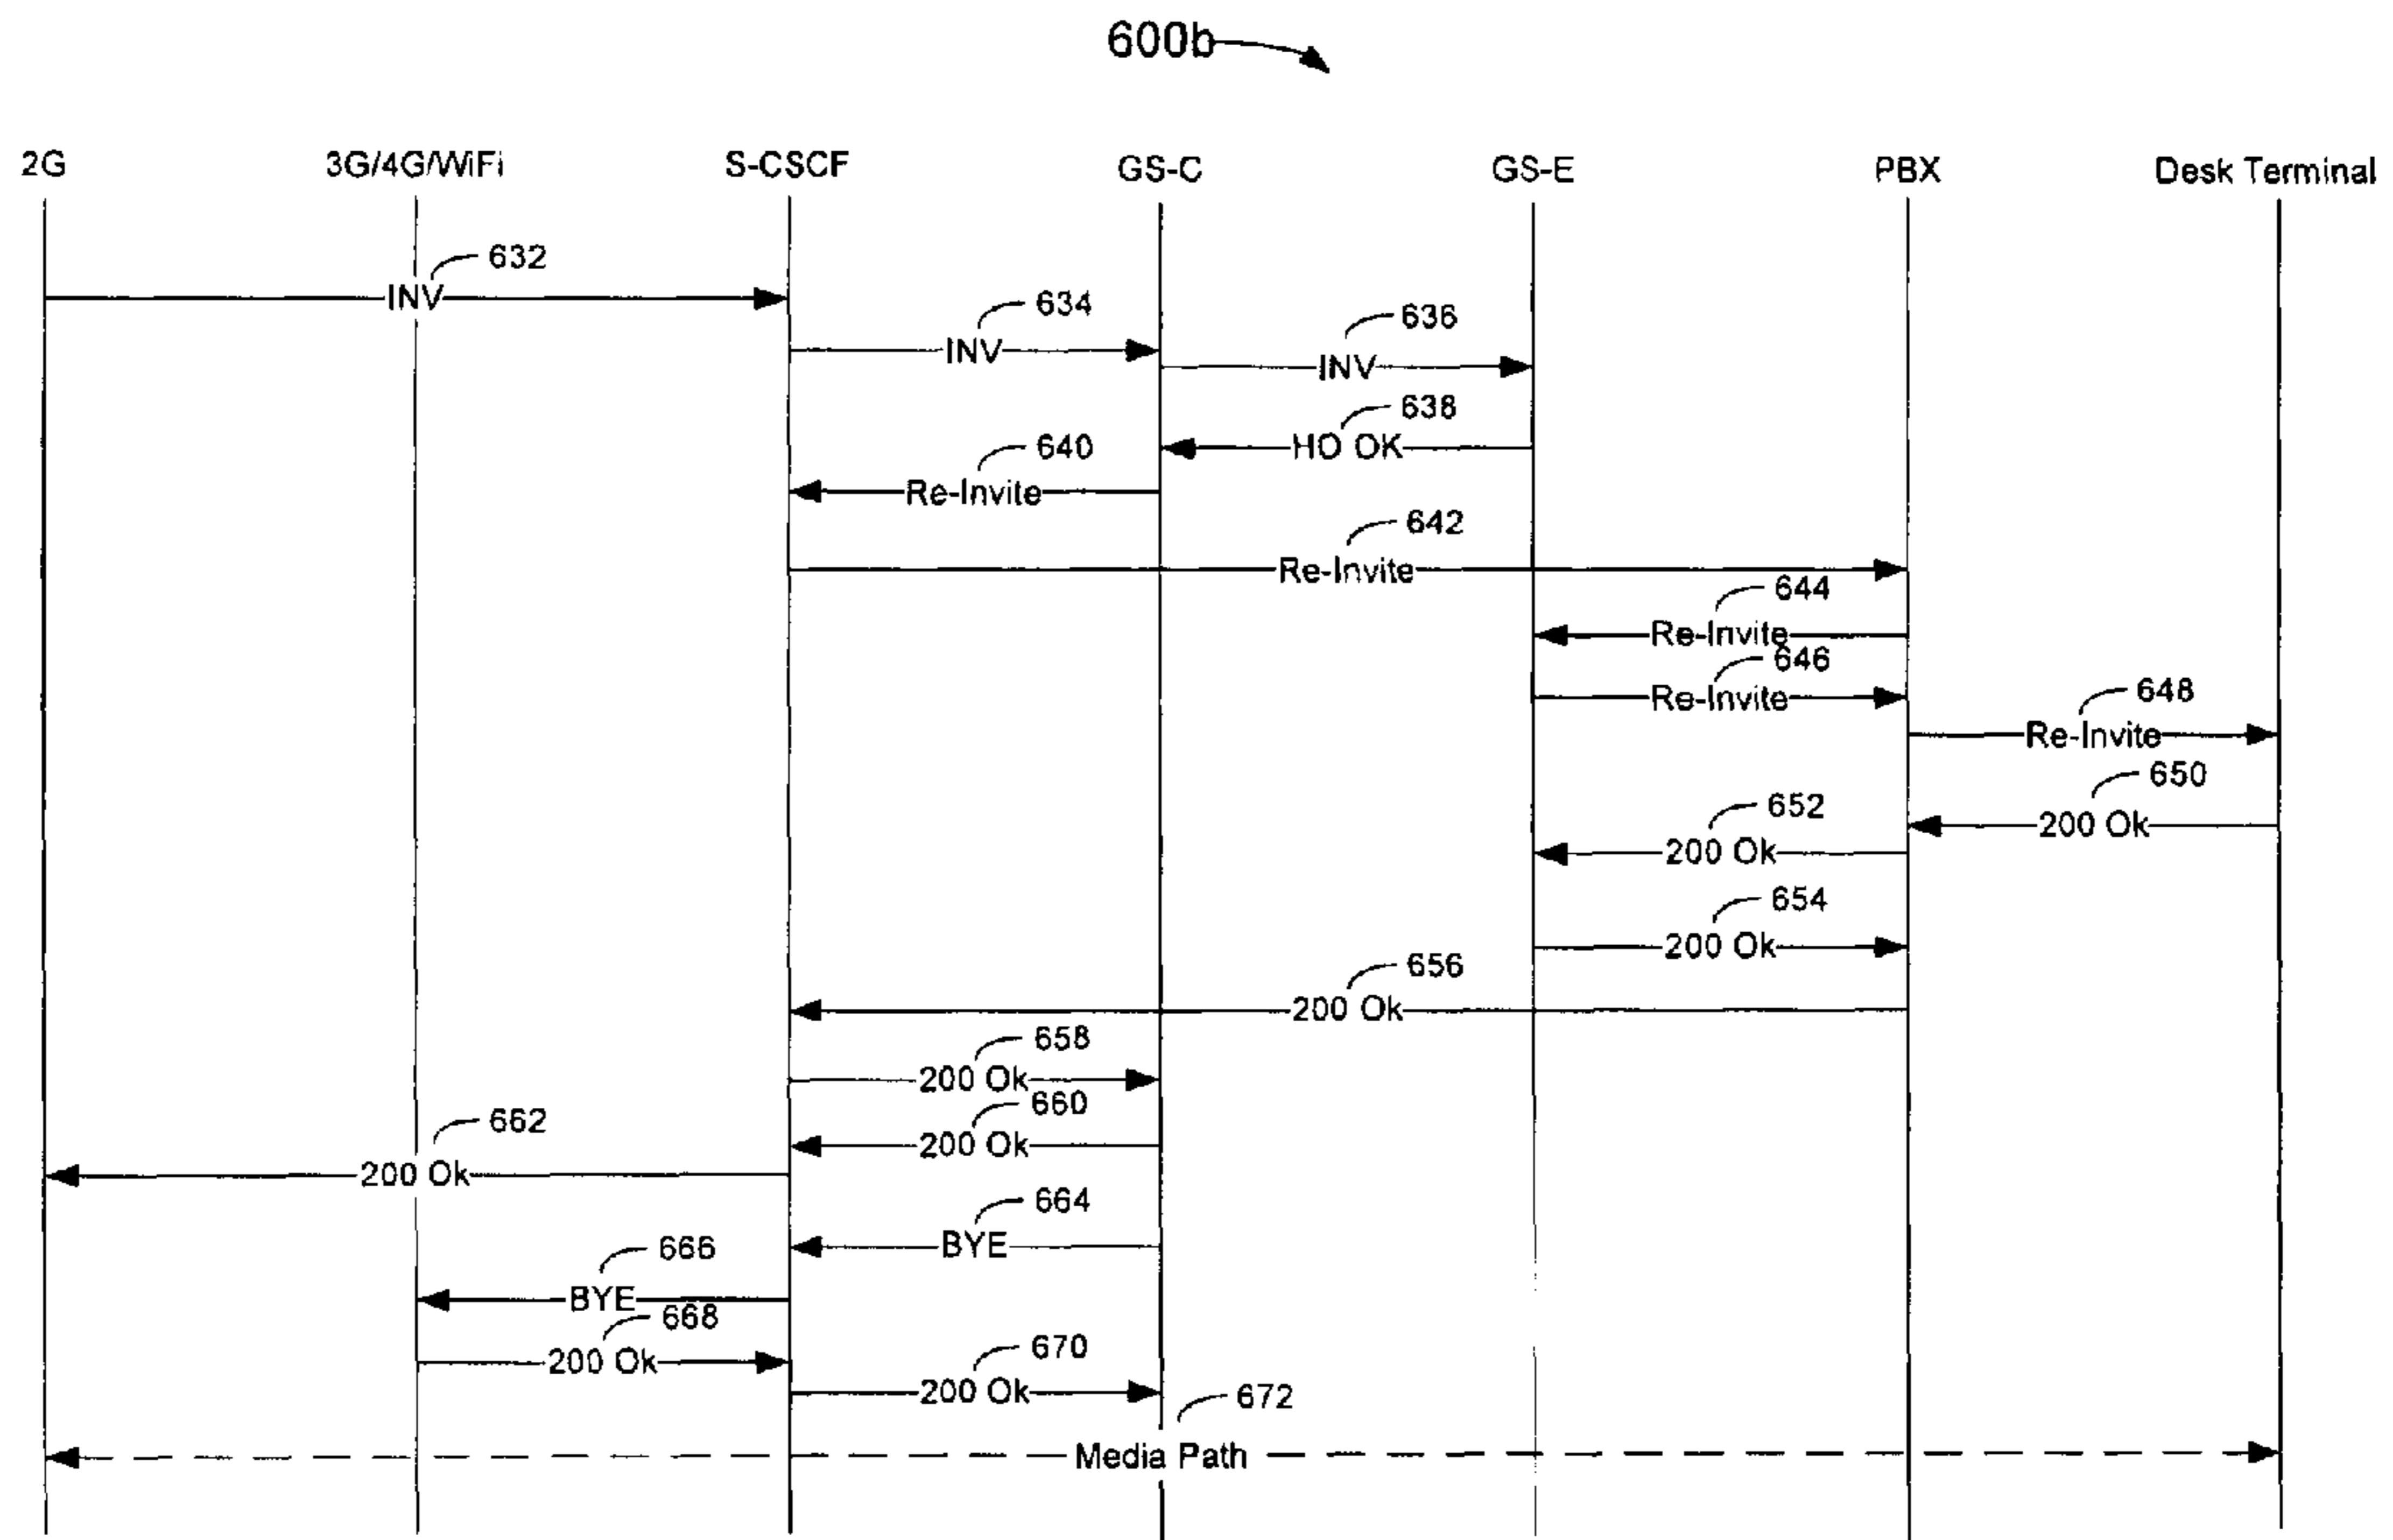 600b
2G 3G/4G/WiFi S-CSCF GS-C GS-E PBX Desk Terminal
632
INV
634
INV
636
INV
638
HO OK
640
Re-Invite
642
Re-Invite
644
Re-Invite
646
Re-Invite
648
Re-Invite
650
200 Ok
652
200 Ok
654
200 Ok
656
200 Ok
658
200 Ok
660
200 Ok
662
200 Ok
664
BYE
666
BYE
668
200 Ok
670
200 Ok
672
Media Path